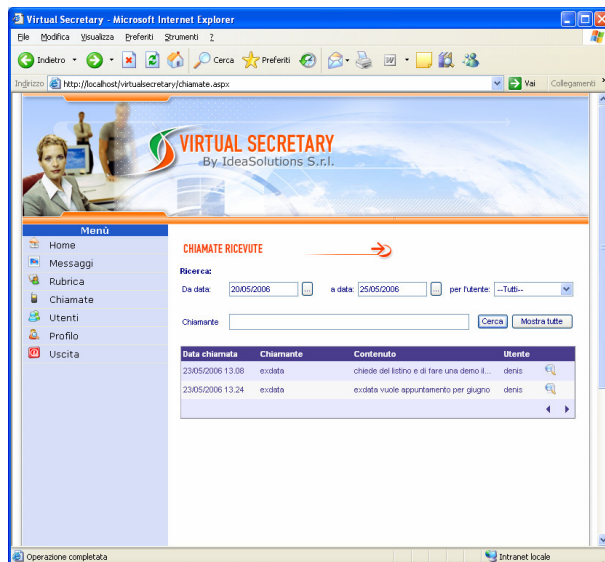 Virtual Secretary - Microsoft Internet Explorer
File Modifica Visualizza Preferiti Strumenti ?
Indietro Cerca Preferiti
Indirizzo http://localhost/virtualsecretary/chiamate.aspx Vai Collegamenti
VIRTUAL SECRETARY
By IdeaSolutions S.r.l.
Menù
Home
Messaggi
Rubrica
Chiamate
Utenti
Profilo
Uscita
CHIAMATE RICEVUTE
Ricerca:
Da data: 20/05/2006 ... a data: 25/05/2006 ... per l'utente: --Tutti--
Chiamante Cerca Mostra tutte
Data chiamata Chiamante Contenuto Utente
23/05/2006 13.08 exdata chiede del listino e di fare una demo il... denis
23/05/2006 13.24 exdata exdata vuole appuntamento per giugno denis
Operazione completata Intranet locale